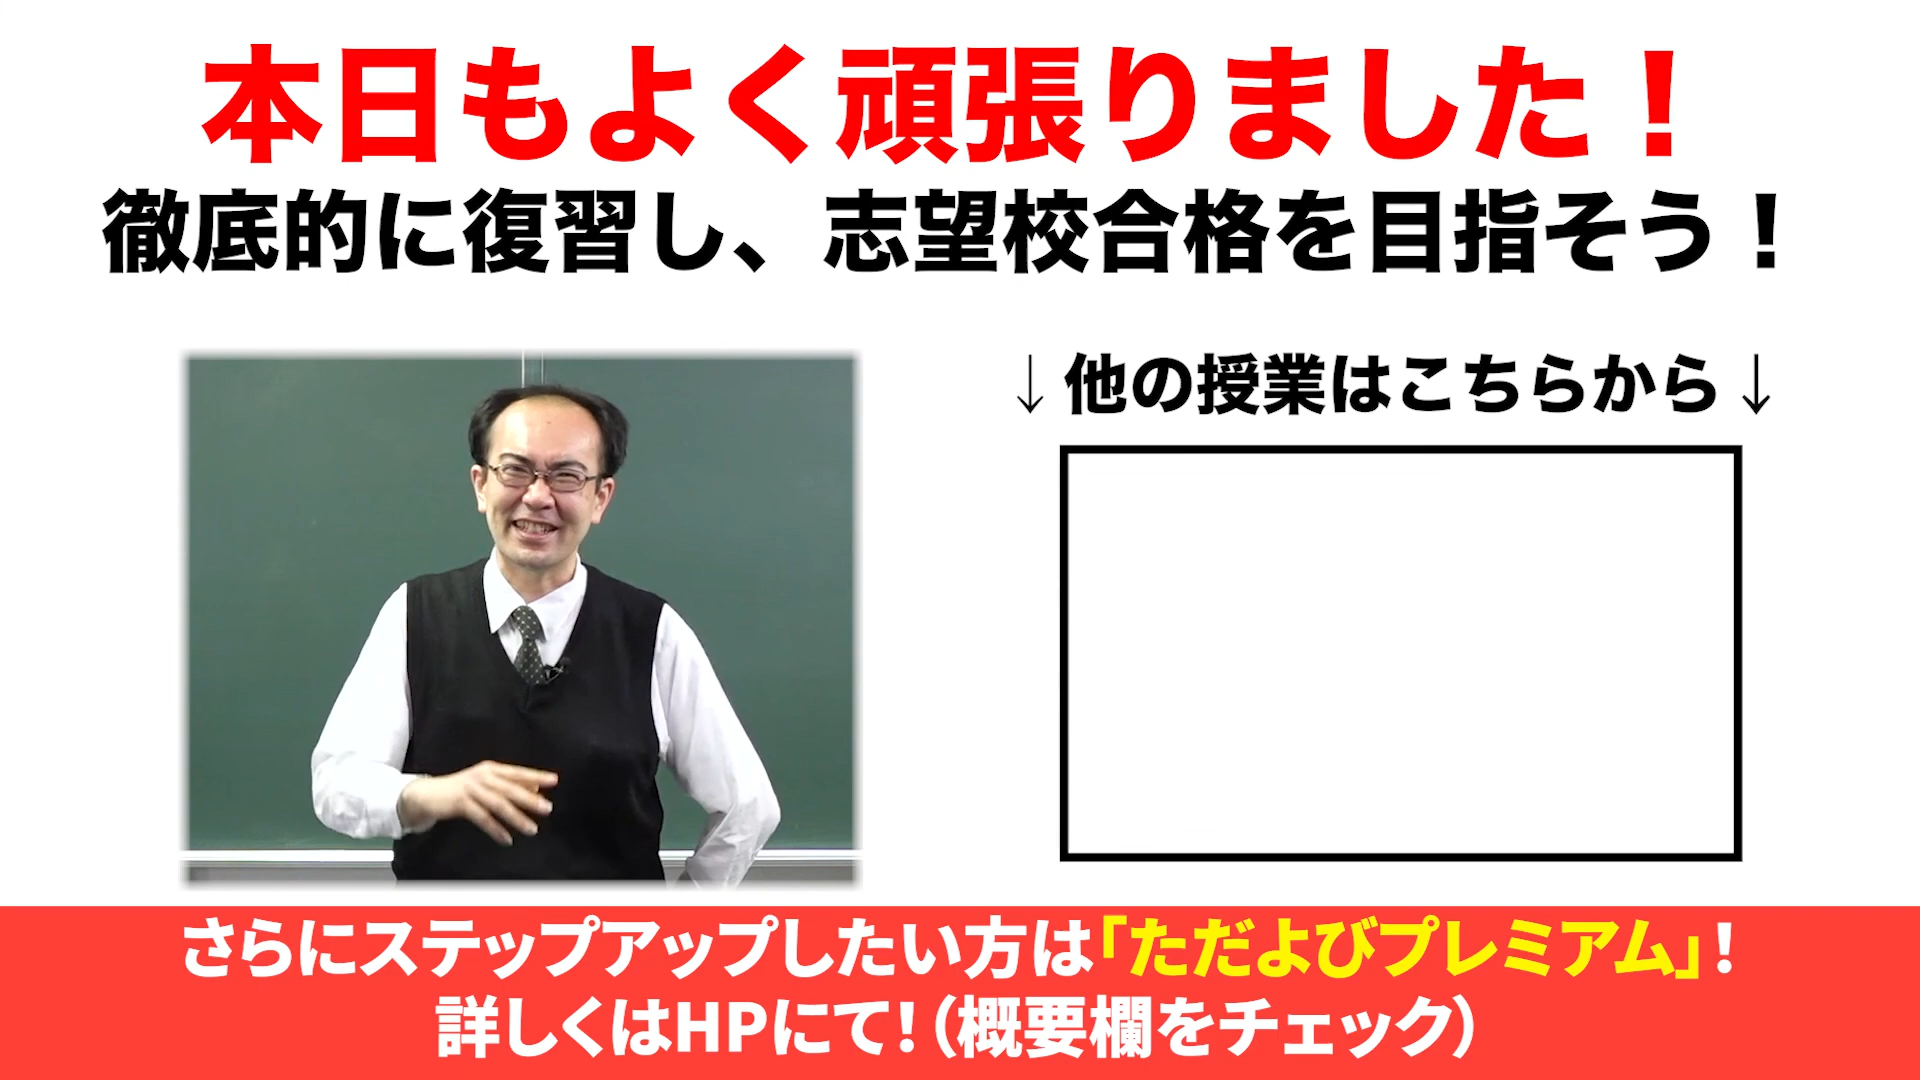 本日もよく頑張りました！
徹底的に復習し、志望校合格を目指そう！
↓他の授業はこちらから↓
さらにステップアップしたい方は「ただよびプレミアム」！
詳しくはHPにて！（概要欄をチェック）